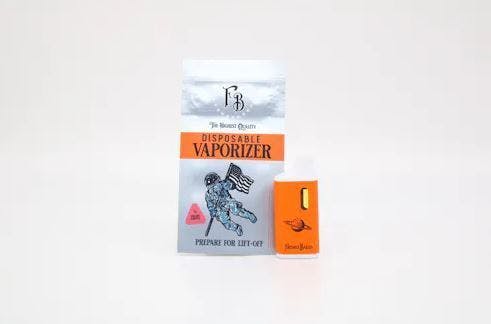 FB
The Highest Quality
DISPOSABLE
VAPORIZER
PREPARE FOR LIFT-OFF